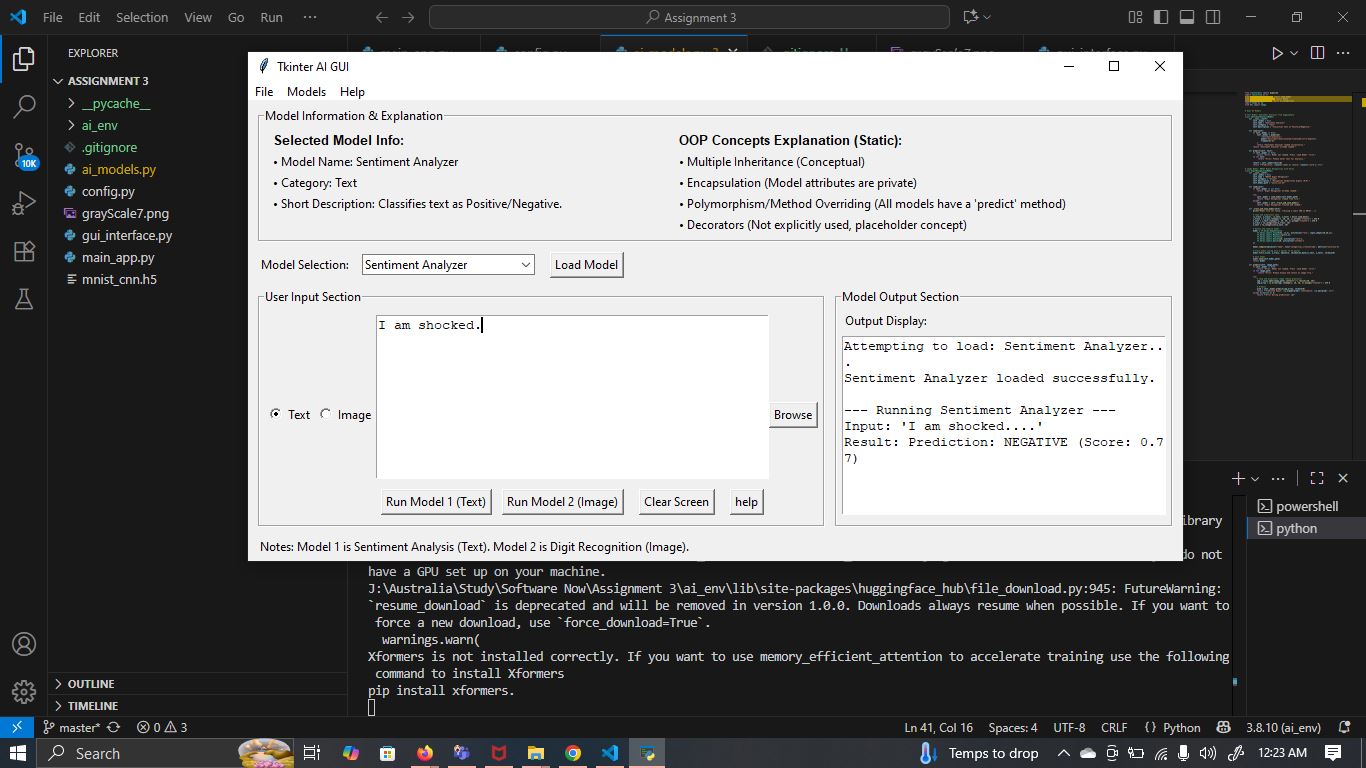 File Edit Selection View Go Run ···
Assignment 3
EXPLORER
ASSIGNMENT 3
__pycache__
ai_env
.gitignore
ai_models.py
config.py
grayScale7.png
gui_interface.py
main_app.py
mnist_cnn.h5
10K
OUTLINE
TIMELINE
Tkinter AI GUI
File Models Help
Model Information & Explanation
Selected Model Info:
• Model Name: Sentiment Analyzer
• Category: Text
• Short Description: Classifies text as Positive/Negative.
OOP Concepts Explanation (Static):
• Multiple Inheritance (Conceptual)
• Encapsulation (Model attributes are private)
• Polymorphism/Method Overriding (All models have a 'predict' method)
• Decorators (Not explicitly used, placeholder concept)
Model Selection: Sentiment Analyzer Load Model
User Input Section
I am shocked.
Text Image
Browse
Run Model 1 (Text) Run Model 2 (Image) Clear Screen help
Model Output Section
Output Display:
Attempting to load: Sentiment Analyzer..
.
Sentiment Analyzer loaded successfully.
--- Running Sentiment Analyzer ---
Input: 'I am shocked....'
Result: Prediction: NEGATIVE (Score: 0.7
7)
Notes: Model 1 is Sentiment Analysis (Text). Model 2 is Digit Recognition (Image).
ibrary
do not
have a GPU set up on your machine.
J:\Australia\Study\Software Now\Assignment 3\ai_env\lib\site-packages\huggingface_hub\file_download.py:945: FutureWarning:
`resume_download` is deprecated and will be removed in version 1.0.0. Downloads always resume when possible. If you want to
force a new download, use `force_download=True`.
warnings.warn(
Xformers is not installed correctly. If you want to use memory_efficient_attention to accelerate training use the following
command to install Xformers
pip install xformers.
powershell
python
master* 0 3
Ln 41, Col 16 Spaces: 4 UTF-8 CRLF {} Python 3.8.10 (ai_env)
Search
Temps to drop
12:23 AM